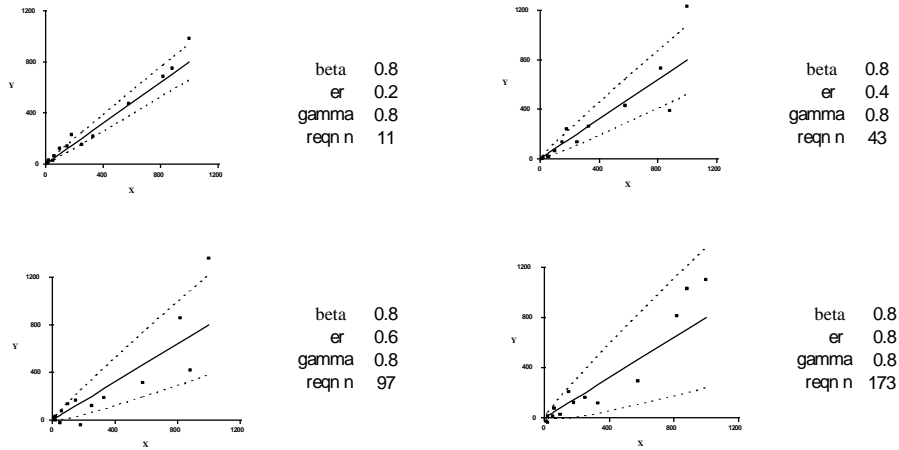 1200
800
Y
400
0
0 400 800 1200
X
beta 0.8
er 0.2
gamma 0.8
reqn n 11
1200
800
Y
400
0
0 400 800 1200
X
beta 0.8
er 0.4
gamma 0.8
reqn n 43
1200
800
Y
400
0
0 400 800 1200
X
beta 0.8
er 0.6
gamma 0.8
reqn n 97
1200
800
Y
400
0
0 400 800 1200
X
beta 0.8
er 0.8
gamma 0.8
reqn n 173